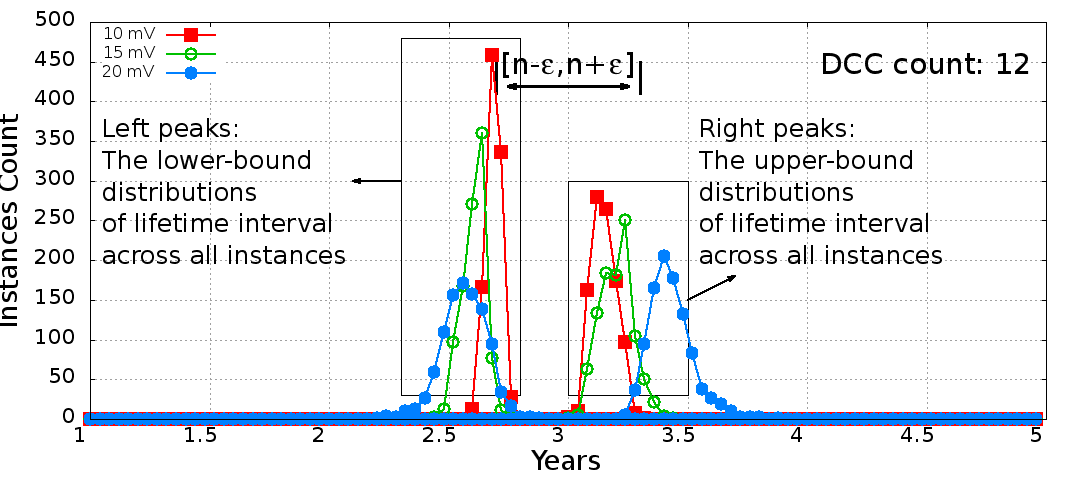 500
450
400
350
300
250
200
150
100
50
0
Instances Count
10 mV
15 mV
20 mV
[n-ε,n+ε]
DCC count: 12
Left peaks:
The lower-bound
distributions
of lifetime interval
across all instances
Right peaks:
The upper-bound
distributions
of lifetime interval
across all instances
1 1.5 2 2.5 3 3.5 4 4.5 5
Years